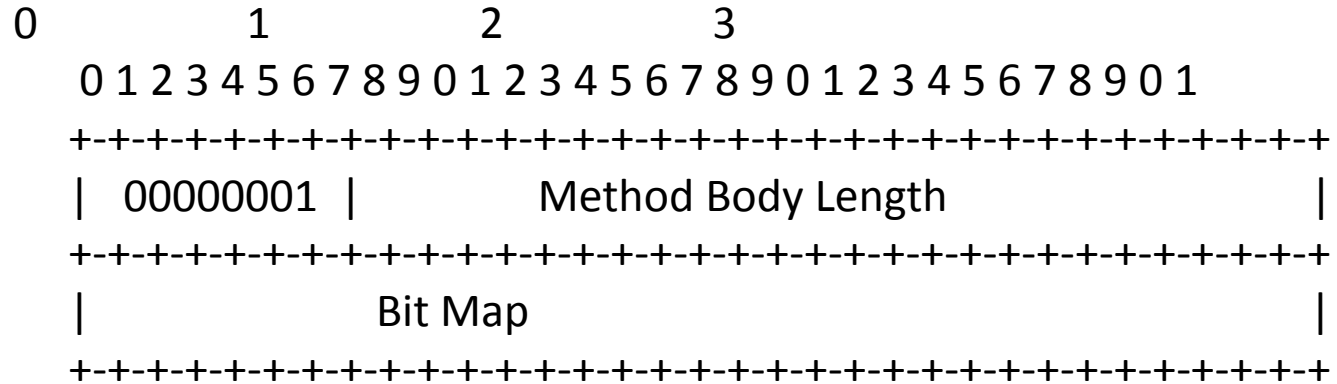 0                   1                   2                   3
0 1 2 3 4 5 6 7 8 9 0 1 2 3 4 5 6 7 8 9 0 1 2 3 4 5 6 7 8 9 0 1
+-+-+-+-+-+-+-+-+-+-+-+-+-+-+-+-+-+-+-+-+-+-+-+-+-+-+-+-+-+-+-+-+
| 00000001 | Method Body Length |
+-+-+-+-+-+-+-+-+-+-+-+-+-+-+-+-+-+-+-+-+-+-+-+-+-+-+-+-+-+-+-+-+
| Bit Map |
+-+-+-+-+-+-+-+-+-+-+-+-+-+-+-+-+-+-+-+-+-+-+-+-+-+-+-+-+-+-+-+-+